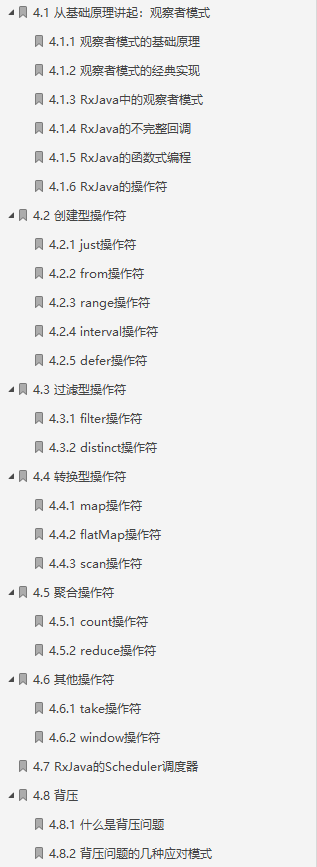 4.1 从基础原理讲起：观察者模式
4.1.1 观察者模式的基础原理
4.1.2 观察者模式的经典实现
4.1.3 RxJava中的观察者模式
4.1.4 RxJava的不完整回调
4.1.5 RxJava的函数式编程
4.1.6 RxJava的操作符
4.2 创建型操作符
4.2.1 just操作符
4.2.2 from操作符
4.2.3 range操作符
4.2.4 interval操作符
4.2.5 defer操作符
4.3 过滤型操作符
4.3.1 filter操作符
4.3.2 distinct操作符
4.4 转换型操作符
4.4.1 map操作符
4.4.2 flatMap操作符
4.4.3 scan操作符
4.5 聚合操作符
4.5.1 count操作符
4.5.2 reduce操作符
4.6 其他操作符
4.6.1 take操作符
4.6.2 window操作符
4.7 RxJava的Scheduler调度器
4.8 背压
4.8.1 什么是背压问题
4.8.2 背压问题的几种应对模式